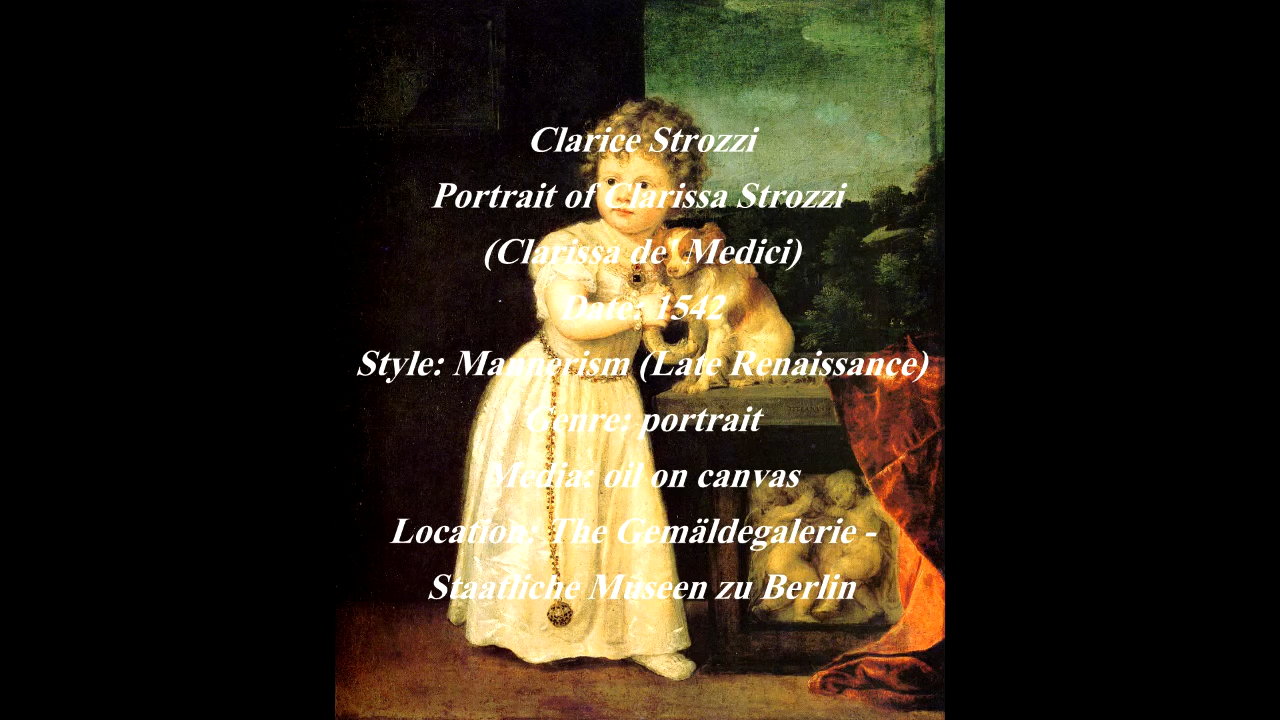 Clarice Strozzi
Portrait of Clarissa Strozzi
(Clarissa de' Medici)
Date: 1542
Style: Mannerism (Late Renaissance)
Genre: portrait
Media: oil on canvas
Location: The Gemäldegalerie -
Staatliche Museen zu Berlin